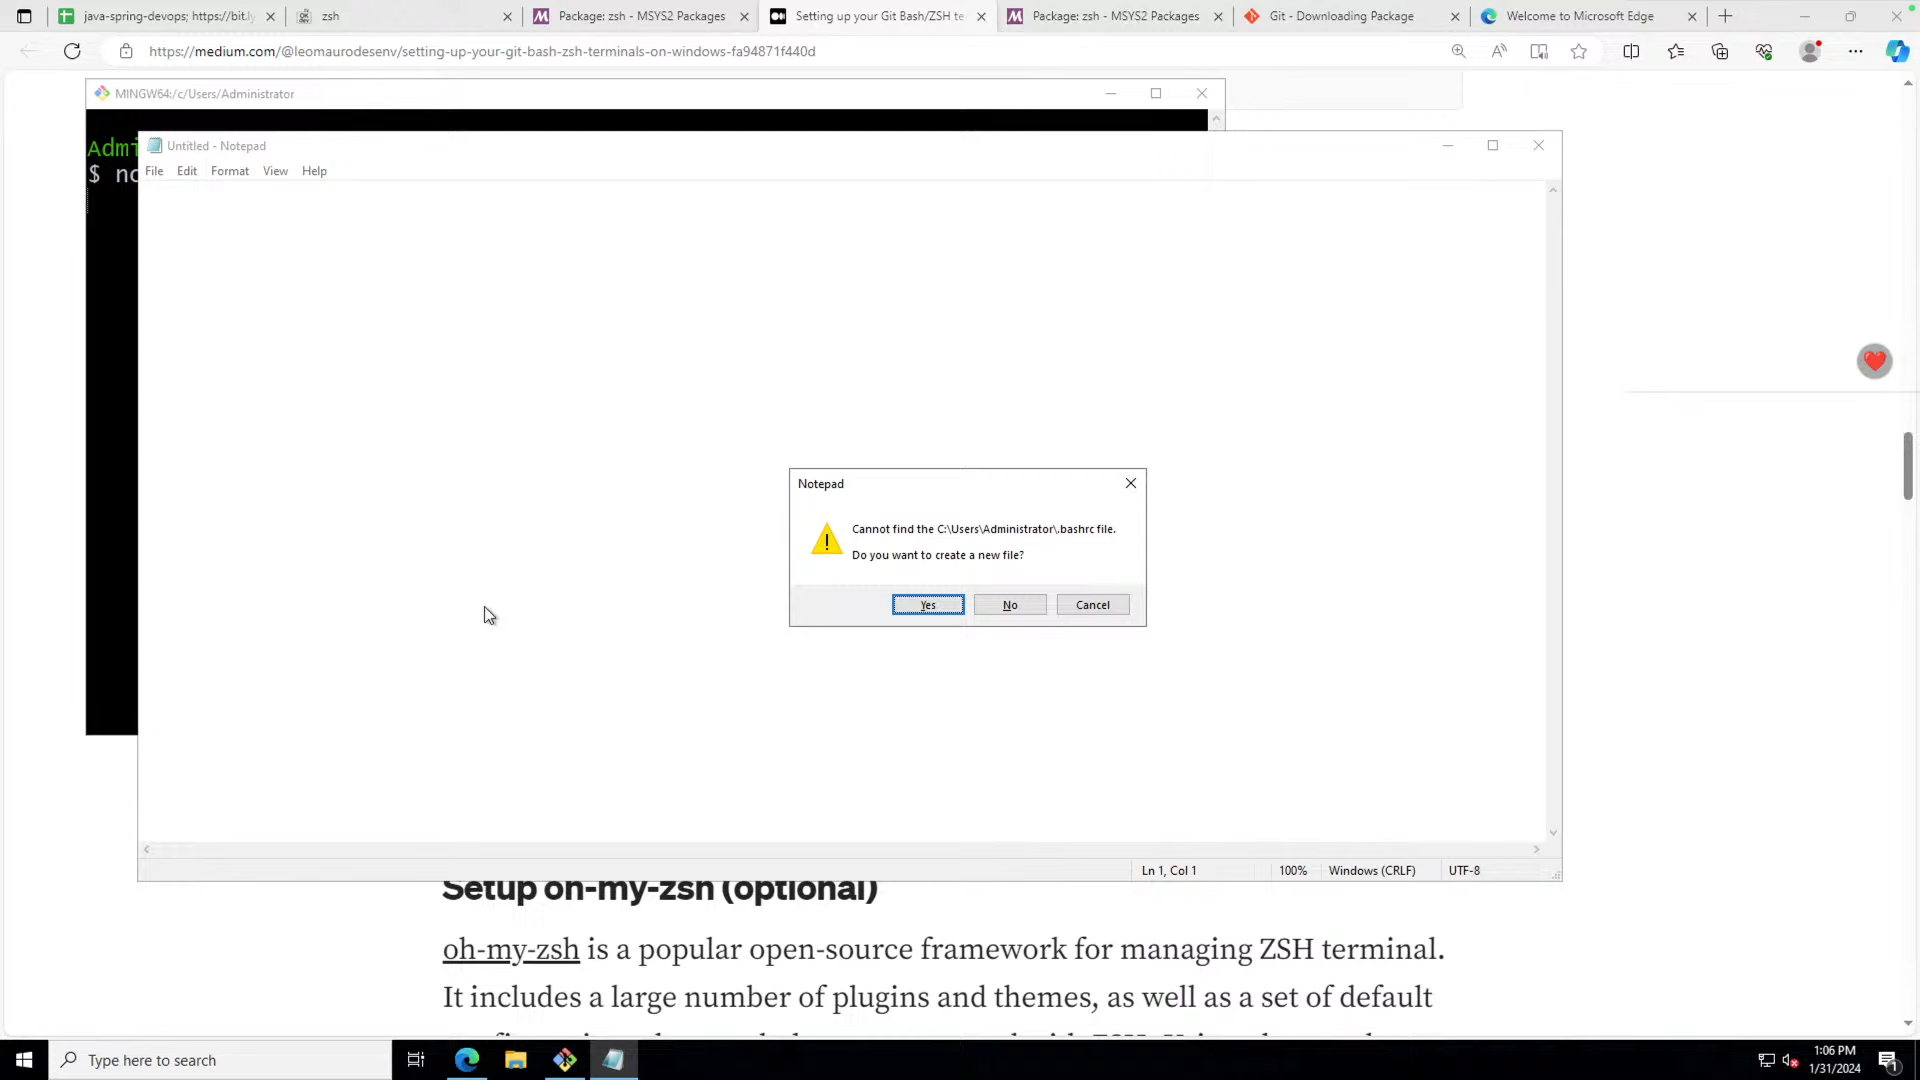 java-spring-devops; https://bit.ly
zsh
Package: zsh - MSYS2 Packages
Setting up your Git Bash/ZSH te
Package: zsh - MSYS2 Packages
Git - Downloading Package
Welcome to Microsoft Edge
https://medium.com/@leomaurodesenv/setting-up-your-git-bash-zsh-terminals-on-windows-fa94871f440d
MINGW64:/c/Users/Administrator
Admi
$ no
Untitled - Notepad
File Edit Format View Help
Notepad
Cannot find the C:\Users\Administrator\.bashrc file.
Do you want to create a new file?
Yes No Cancel
Ln 1, Col 1 100% Windows (CRLF) UTF-8
Setup oh-my-zsh (optional)
oh-my-zsh is a popular open-source framework for managing ZSH terminal.
It includes a large number of plugins and themes, as well as a set of default
Type here to search
1:06 PM
1/31/2024
1